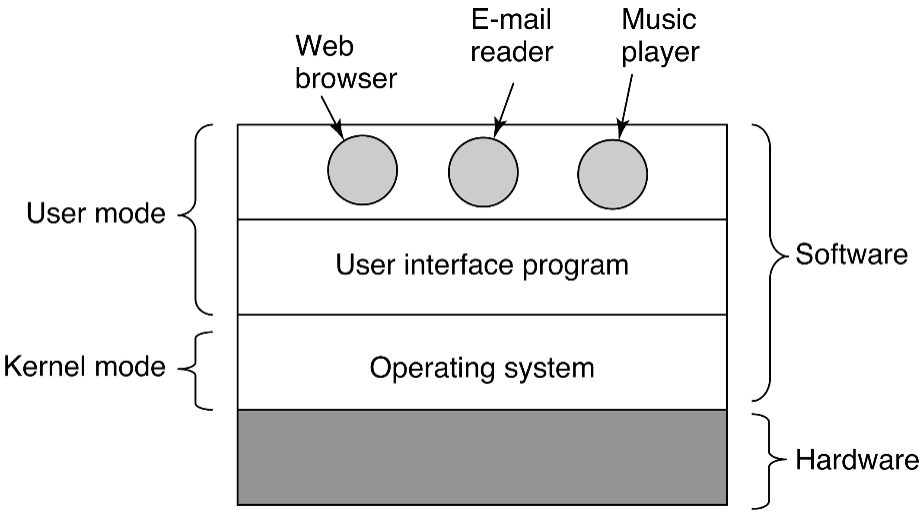 Web
browser
E-mail
reader
Music
player
User mode
User interface program
Software
Kernel mode
Operating system
Hardware